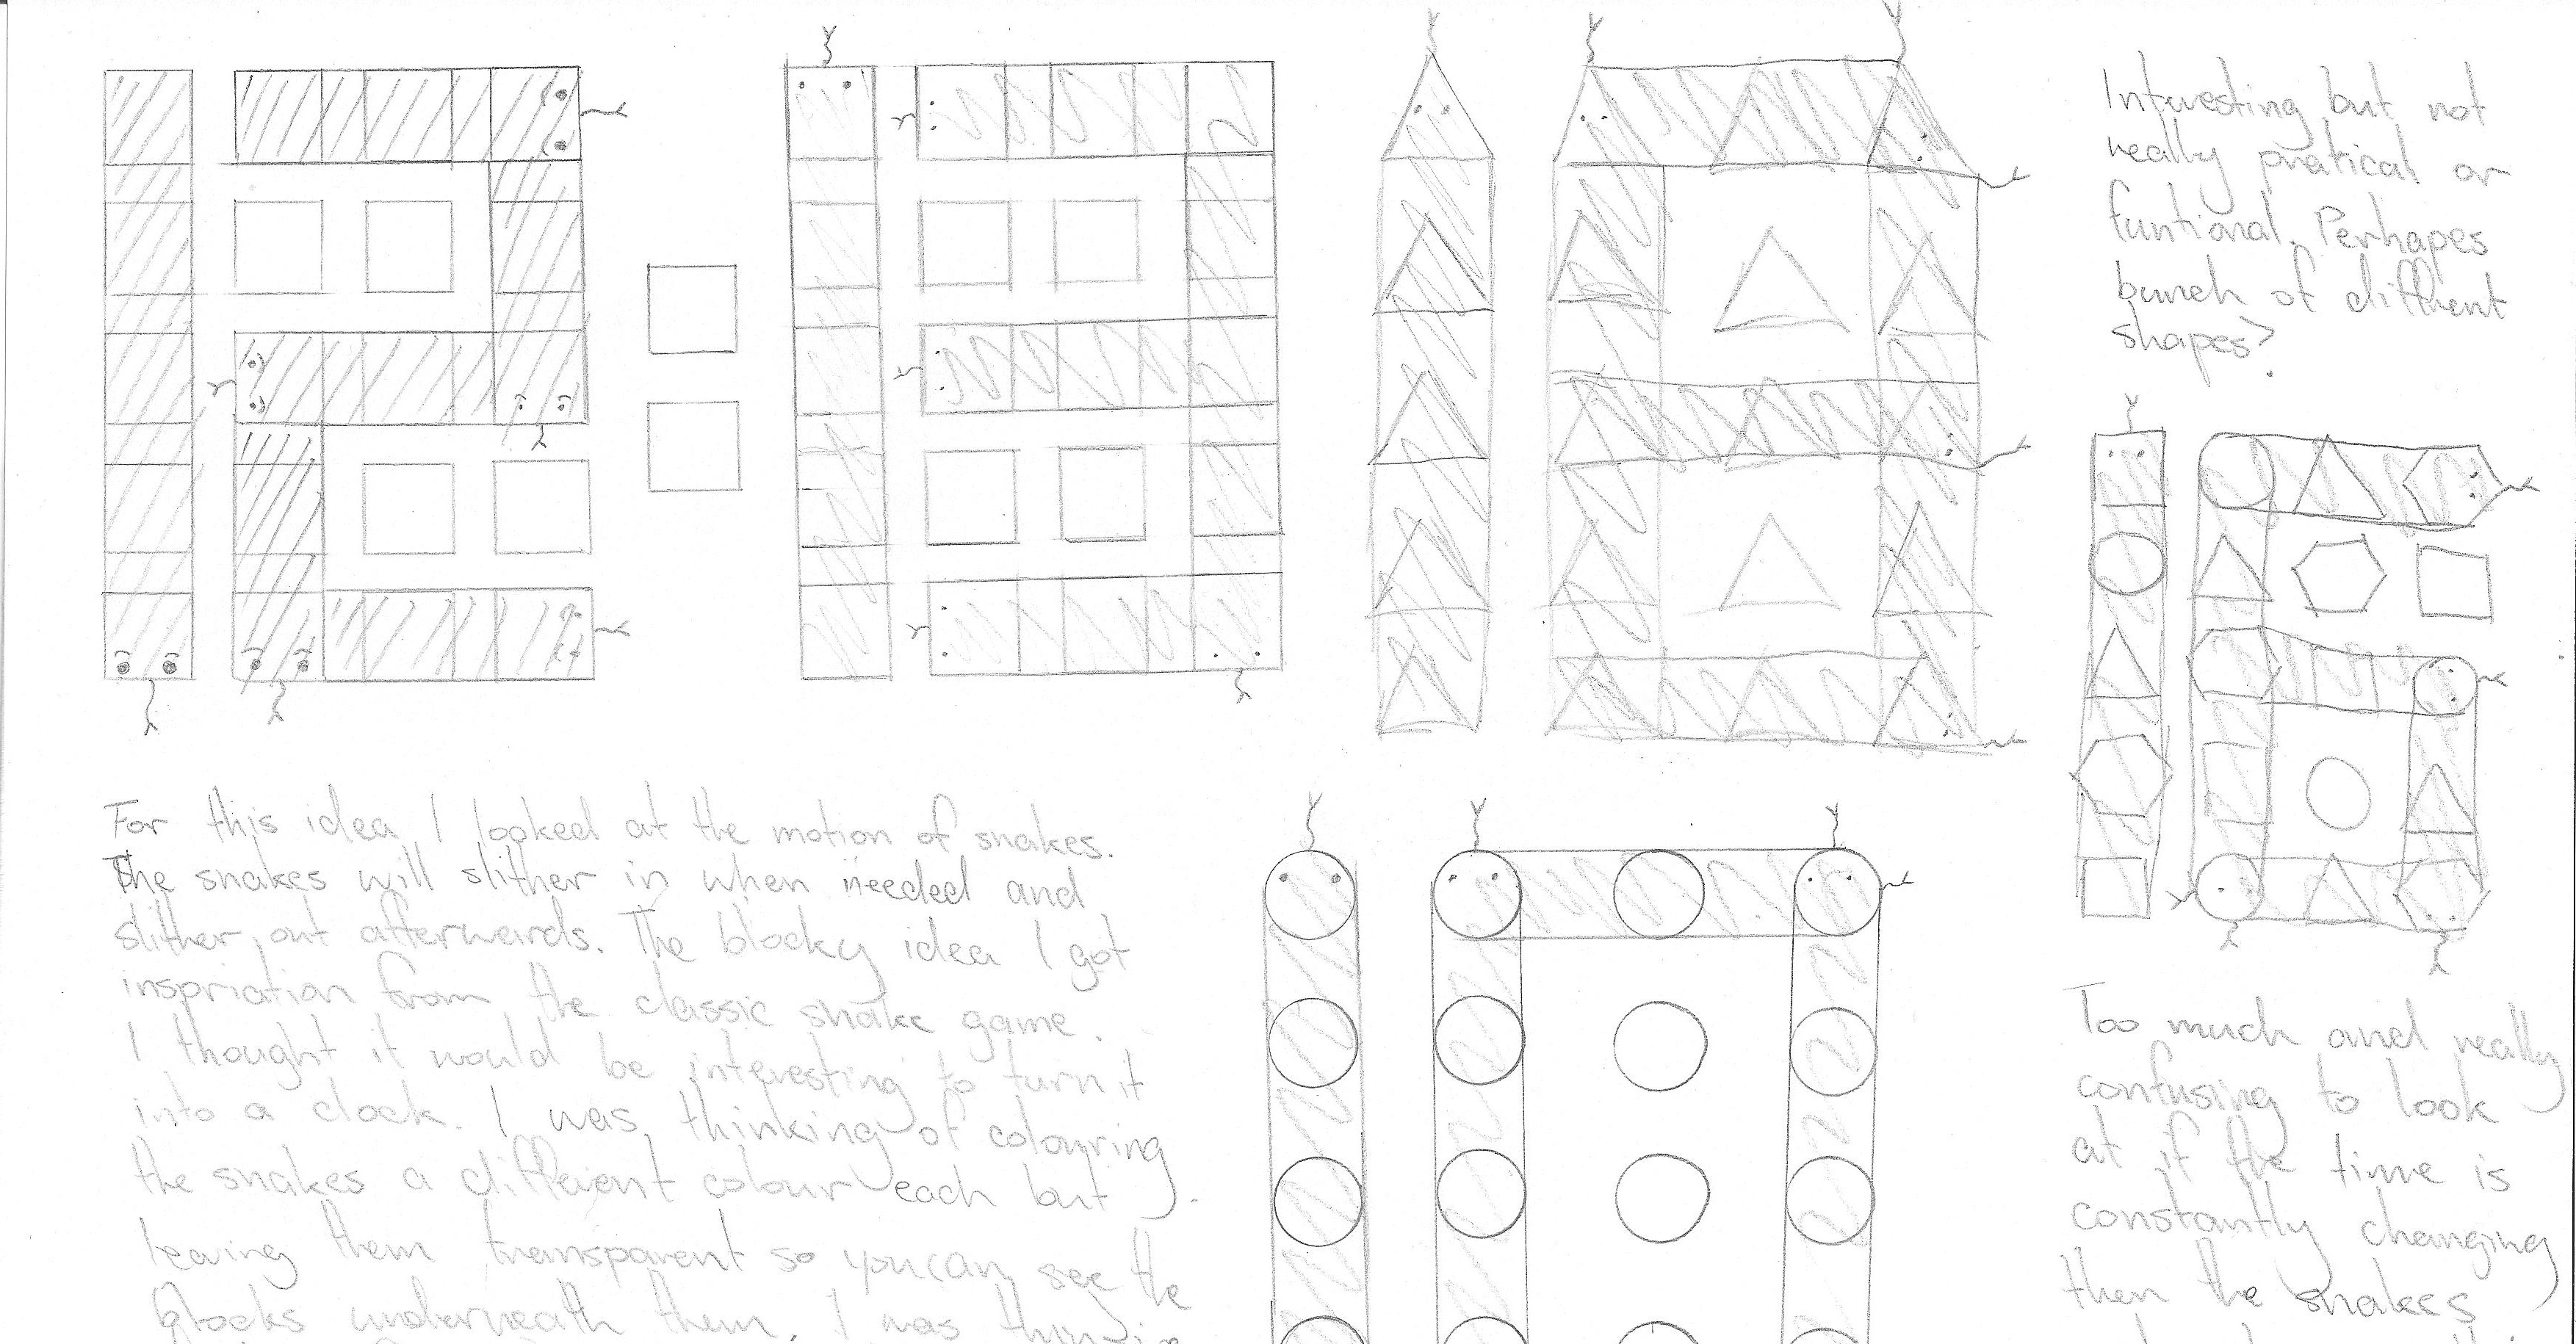 Interesting but not
really pratical or
funtional. Perhapes
bunch of diffrent
shapes?
For this idea I looked at the motion of snakes.
The snakes will slither in when needed and
slither out afterwards. The blocky idea I got
inspriation from the classic snake game.
I thought it would be interesting to turn it
into a clock. I was thinking of colouring
the snakes a different colour each but
leaving them transparent so you can see the
blocks underneath them. I was
Too much and really
confusing to look
at if the time is
constantly changing
then the snakes